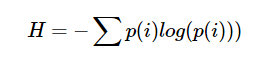 H = −∑ p(i)log(p(i)))